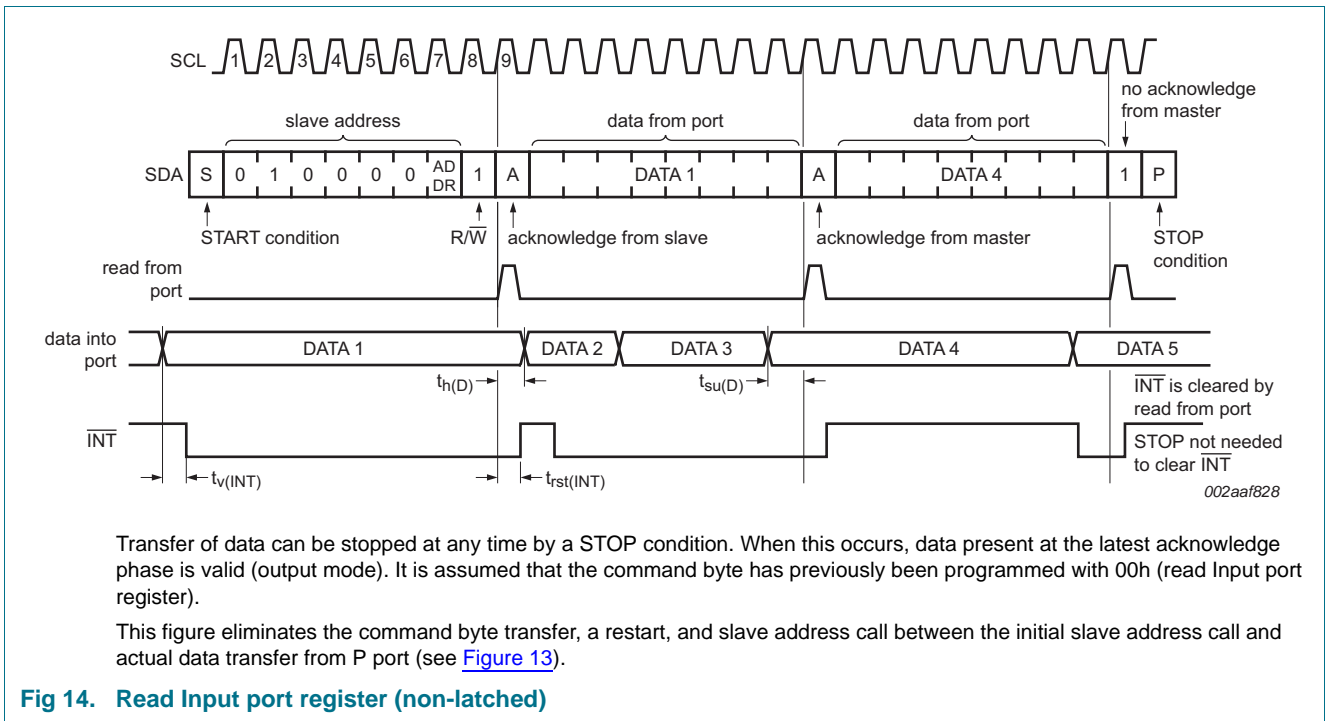 SCL 1 2 3 4 5 6 7 8 9
no acknowledge
from master
slave address data from port data from port
SDA S 0 1 0 0 0 0 AD DR 1 A DATA 1 A DATA 4 1 P
START condition R/W acknowledge from slave acknowledge from master STOP
condition
read from
port
data into
port
DATA 1 DATA 2 DATA 3 DATA 4 DATA 5
th(D) tsu(D)
INT is cleared by
read from port
INT
STOP not needed
to clear INT
tv(INT) trst(INT)
002aaf828
Transfer of data can be stopped at any time by a STOP condition. When this occurs, data present at the latest acknowledge
phase is valid (output mode). It is assumed that the command byte has previously been programmed with 00h (read Input port
register).
This figure eliminates the command byte transfer, a restart, and slave address call between the initial slave address call and
actual data transfer from P port (see Figure 13).
Fig 14. Read Input port register (non-latched)